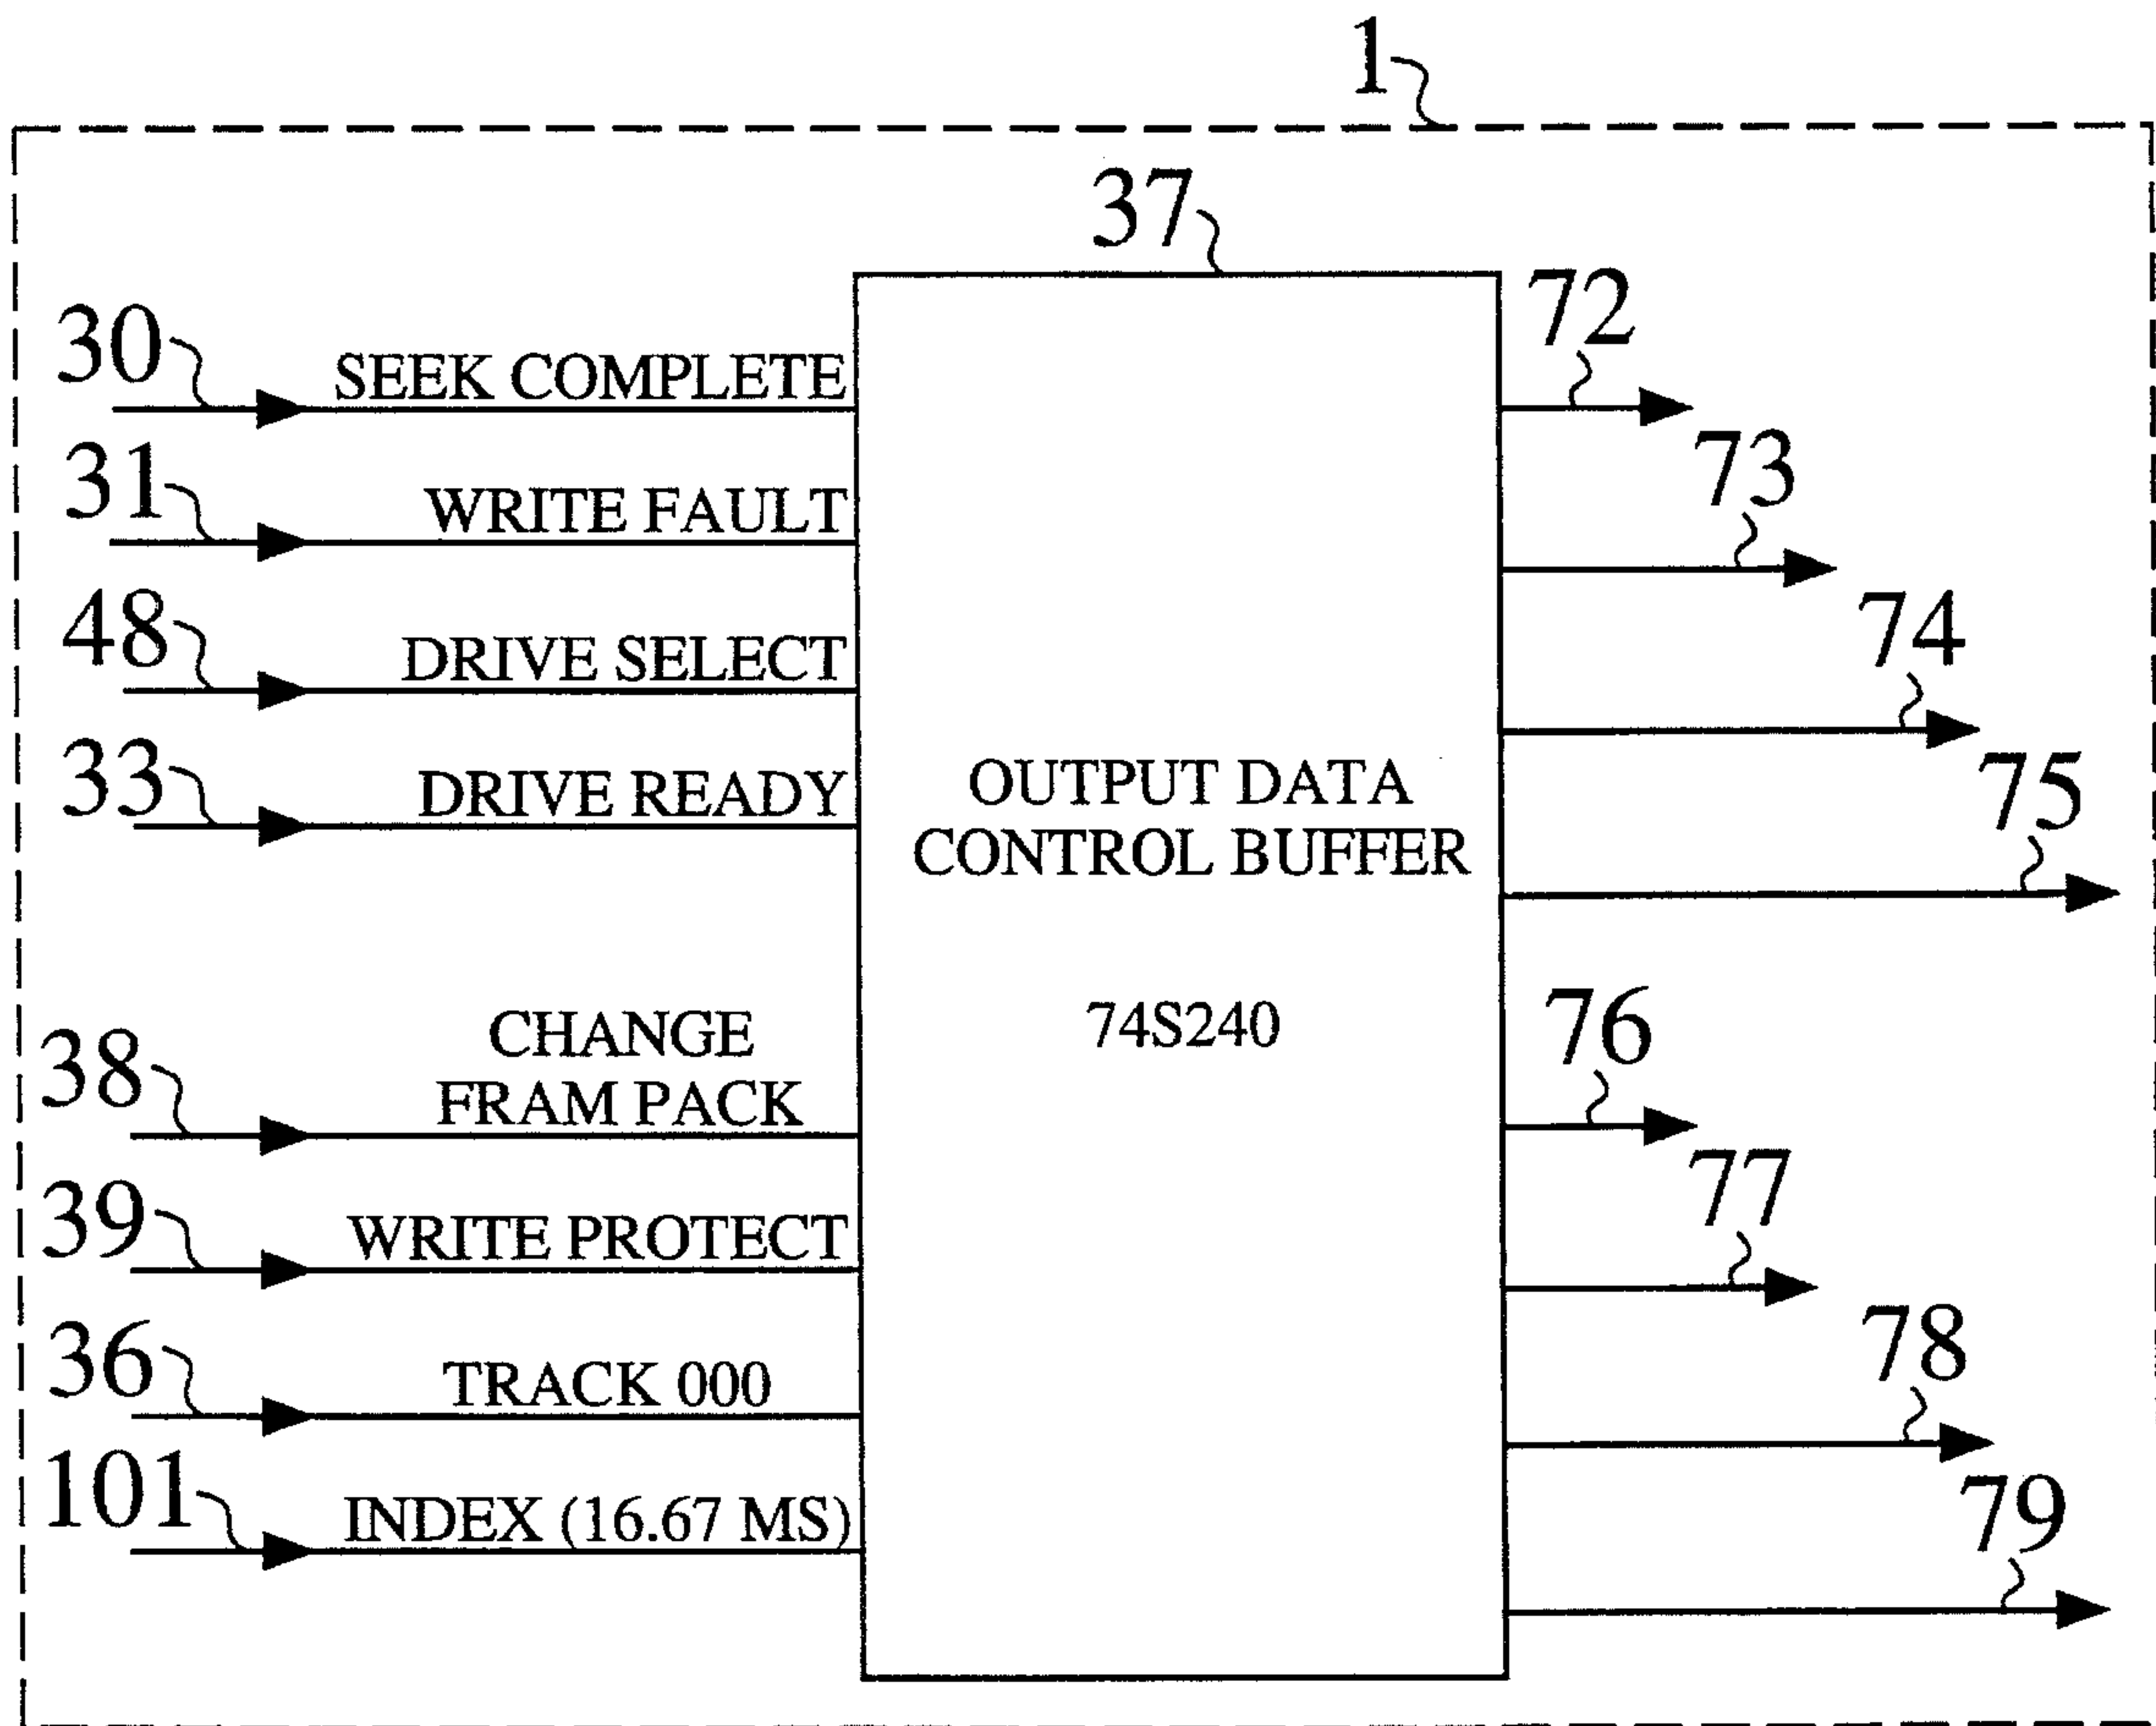 1
37
30
SEEK COMPLETE
72
31
WRITE FAULT
73
48
DRIVE SELECT
74
33
DRIVE READY
75
OUTPUT DATA
CONTROL BUFFER
74S240
38
CHANGE
FRAM PACK
76
39
WRITE PROTECT
77
36
TRACK 000
78
101
INDEX (16.67 MS)
79